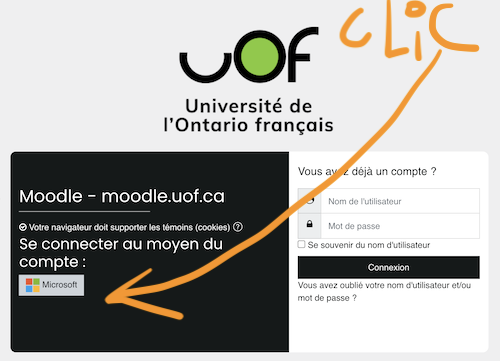 uOF
CLIC
Université de
l'Ontario français
Moodle - moodle.uof.ca
Votre navigateur doit supporter les témoins (cookies) ?
Se connecter au moyen du
compte :
Microsoft
Vous avez déjà un compte ?
Nom de l'utilisateur
Mot de passe
Se souvenir du nom d'utilisateur
Connexion
Vous avez oublié votre nom d'utilisateur et/ou
mot de passe ?